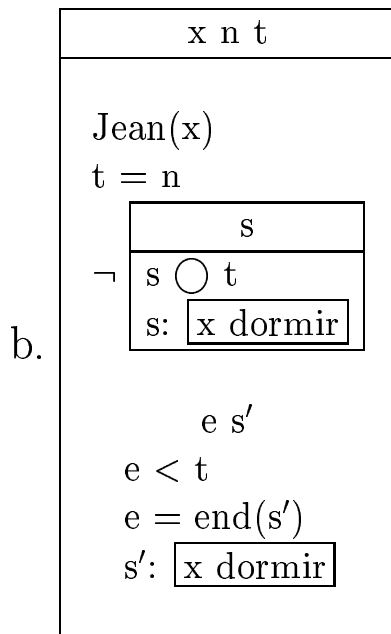 x n t
Jean(x)
t = n
s
¬ s ◯ t
s: x dormir
b.
e s′
e < t
e = end(s′)
s′: x dormir